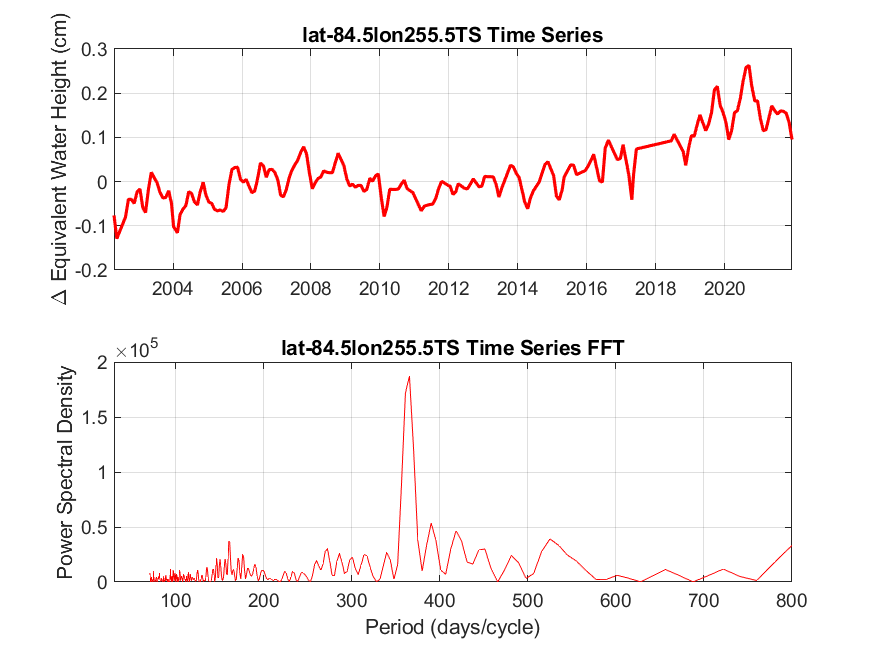 lat-84.5lon255.5TS Time Series
Δ Equivalent Water Height (cm)
0.3
0.2
0.1
0
-0.1
-0.2
2004 2006 2008 2010 2012 2014 2016 2018 2020
lat-84.5lon255.5TS Time Series FFT
×10^5
Power Spectral Density
2
1.5
1
0.5
0
100 200 300 400 500 600 700 800
Period (days/cycle)